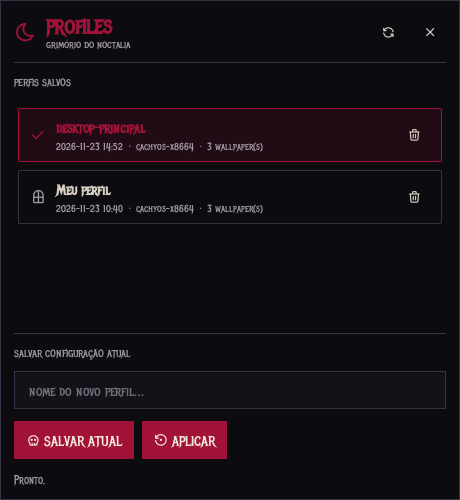 PROFILES
GRIMÓRIO DO NOCTALIA
PERFIS SALVOS
DESKTOP-PRINCIPAL
2026-11-23 14:52 · CACHYOS-X8664 · 3 WALLPAPER(S)
MEU PERFIL
2026-11-23 10:40 · CACHYOS-X8664 · 3 WALLPAPER(S)
SALVAR CONFIGURAÇÃO ATUAL
NOME DO NOVO PERFIL...
SALVAR ATUAL
APLICAR
PRONTO.